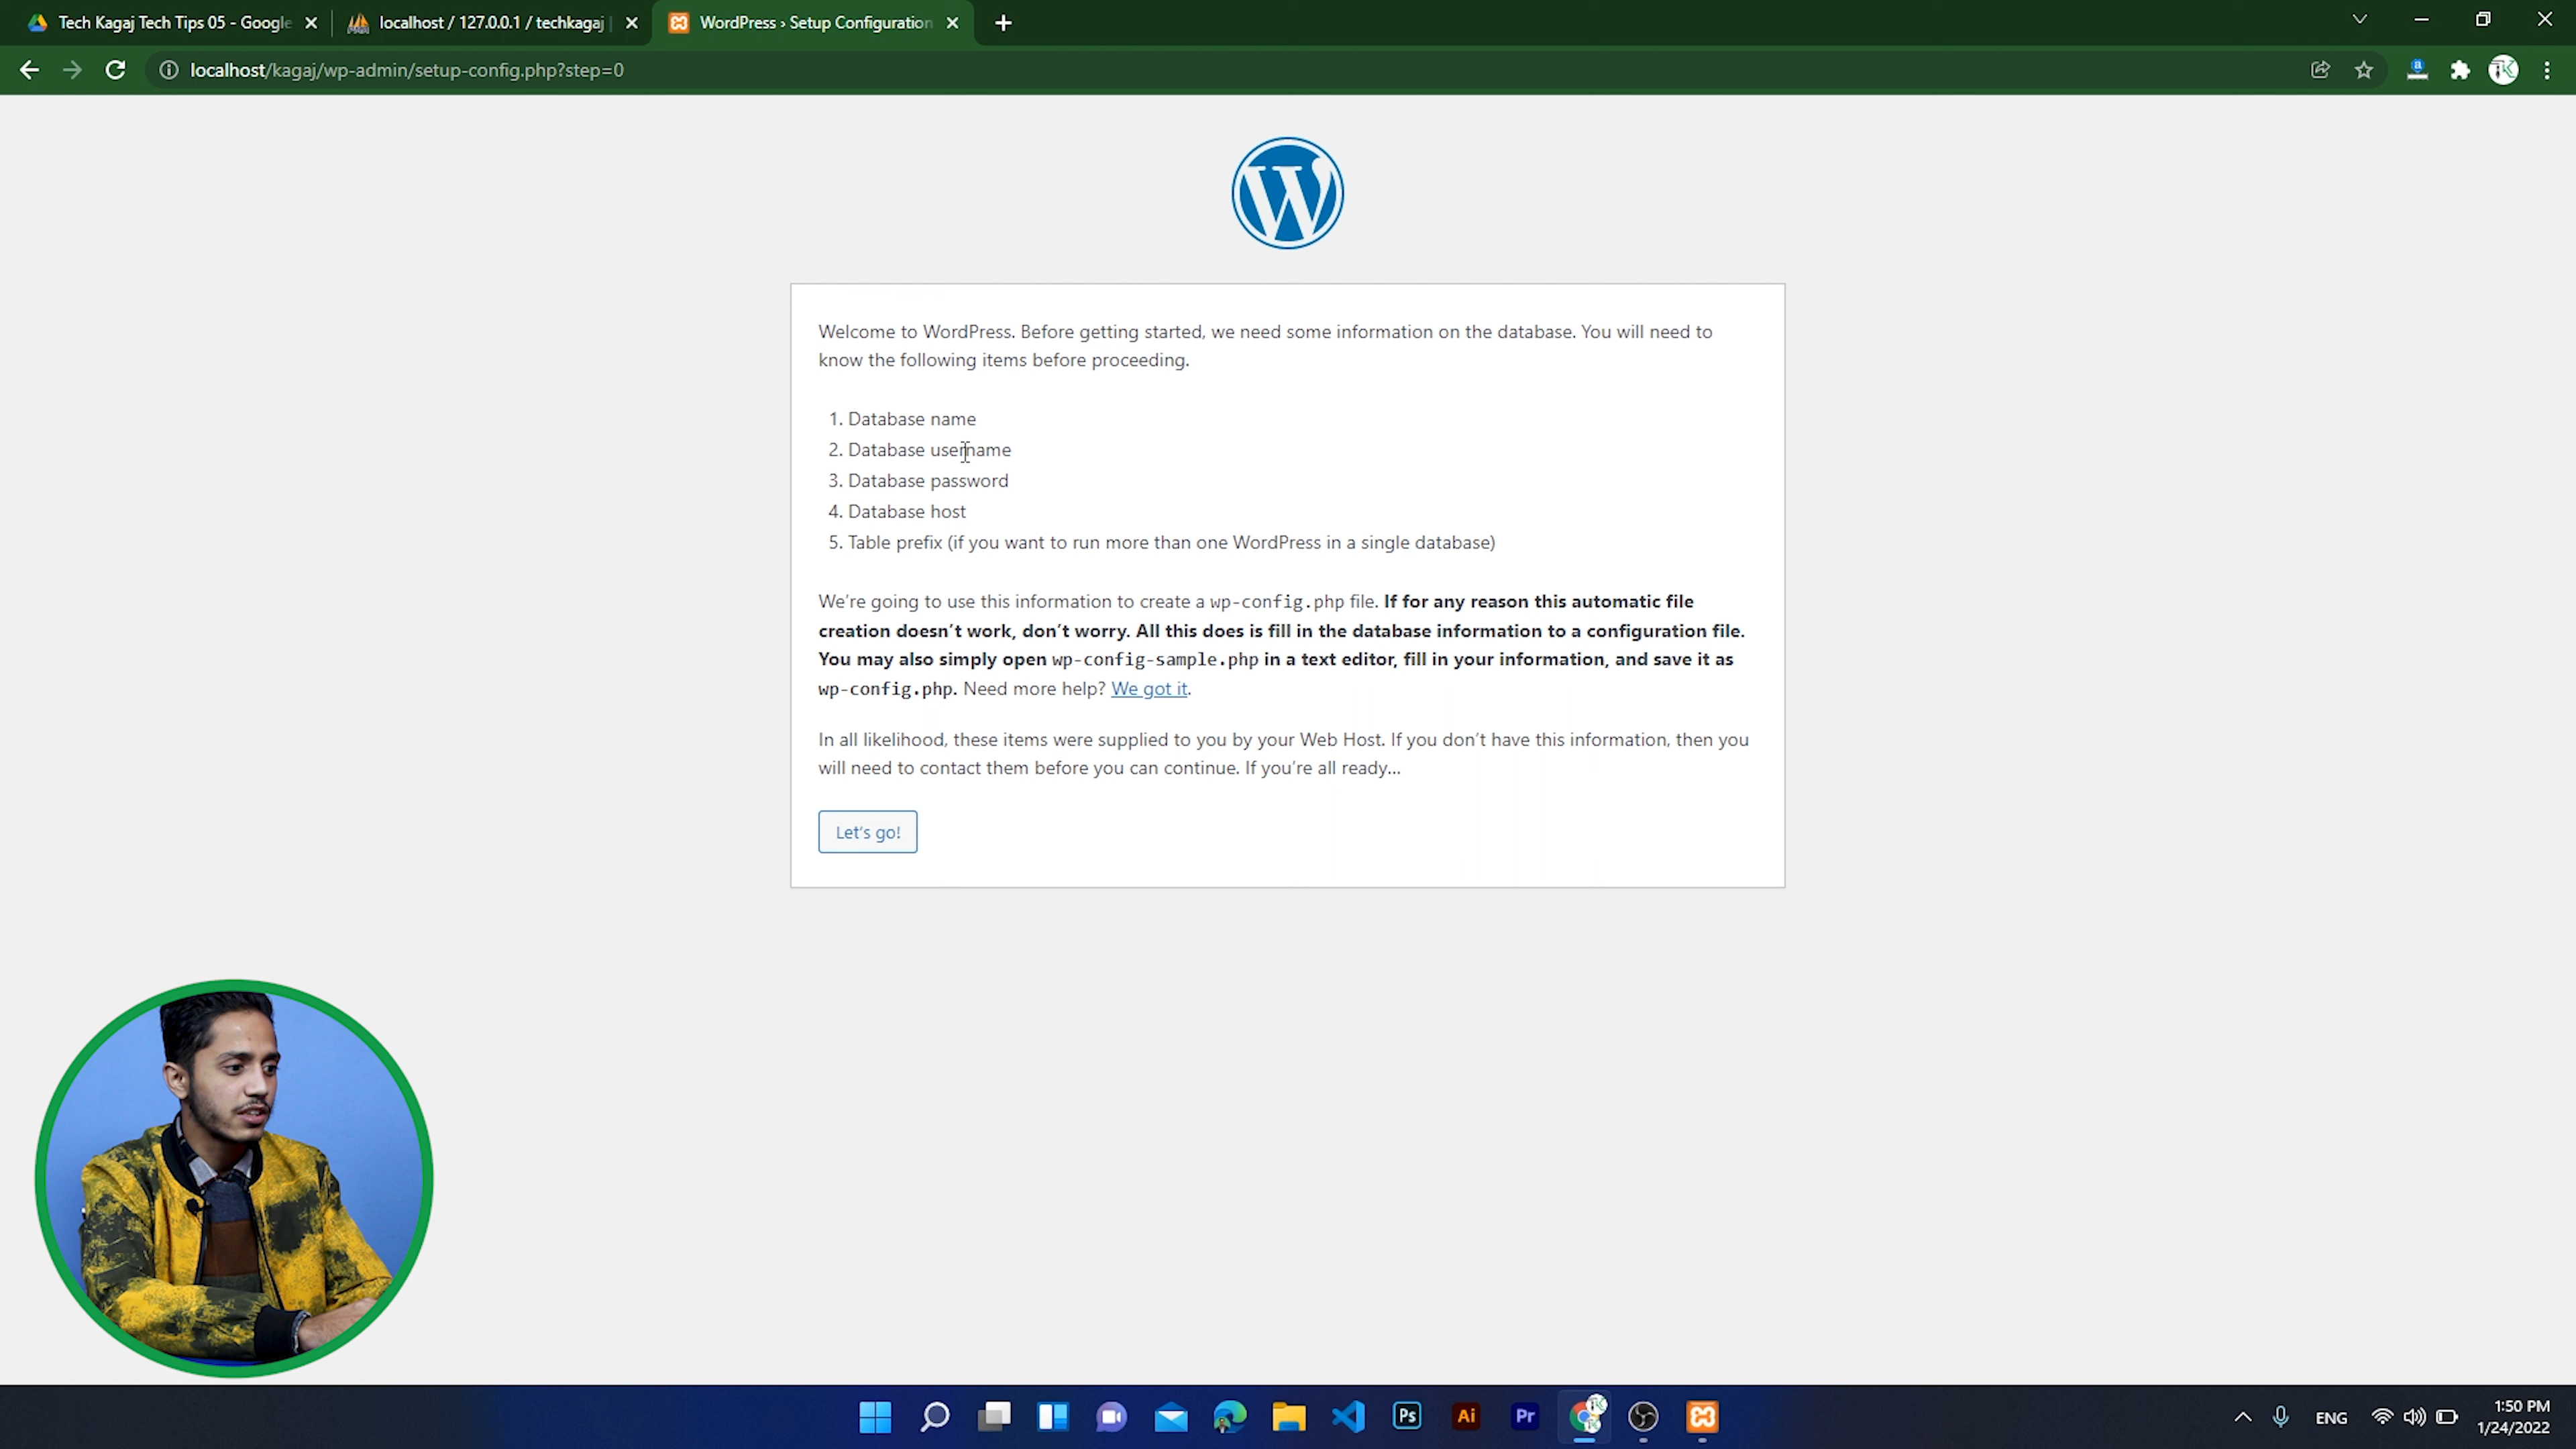 Tech Kagaj Tech Tips 05 - Google
localhost / 127.0.0.1 / techkagaj |
WordPress › Setup Configuration
localhost/kagaj/wp-admin/setup-config.php?step=0
Welcome to WordPress. Before getting started, we need some information on the database. You will need to
know the following items before proceeding.
1. Database name
2. Database username
3. Database password
4. Database host
5. Table prefix (if you want to run more than one WordPress in a single database)
We’re going to use this information to create a wp-config.php file. If for any reason this automatic file
creation doesn’t work, don’t worry. All this does is fill in the database information to a configuration file.
You may also simply open wp-config-sample.php in a text editor, fill in your information, and save it as
wp-config.php. Need more help? We got it.
In all likelihood, these items were supplied to you by your Web Host. If you don’t have this information, then you
will need to contact them before you can continue. If you’re all ready…
Let’s go!
Ps
Ai
Pr
ENG
1:50 PM
1/24/2022